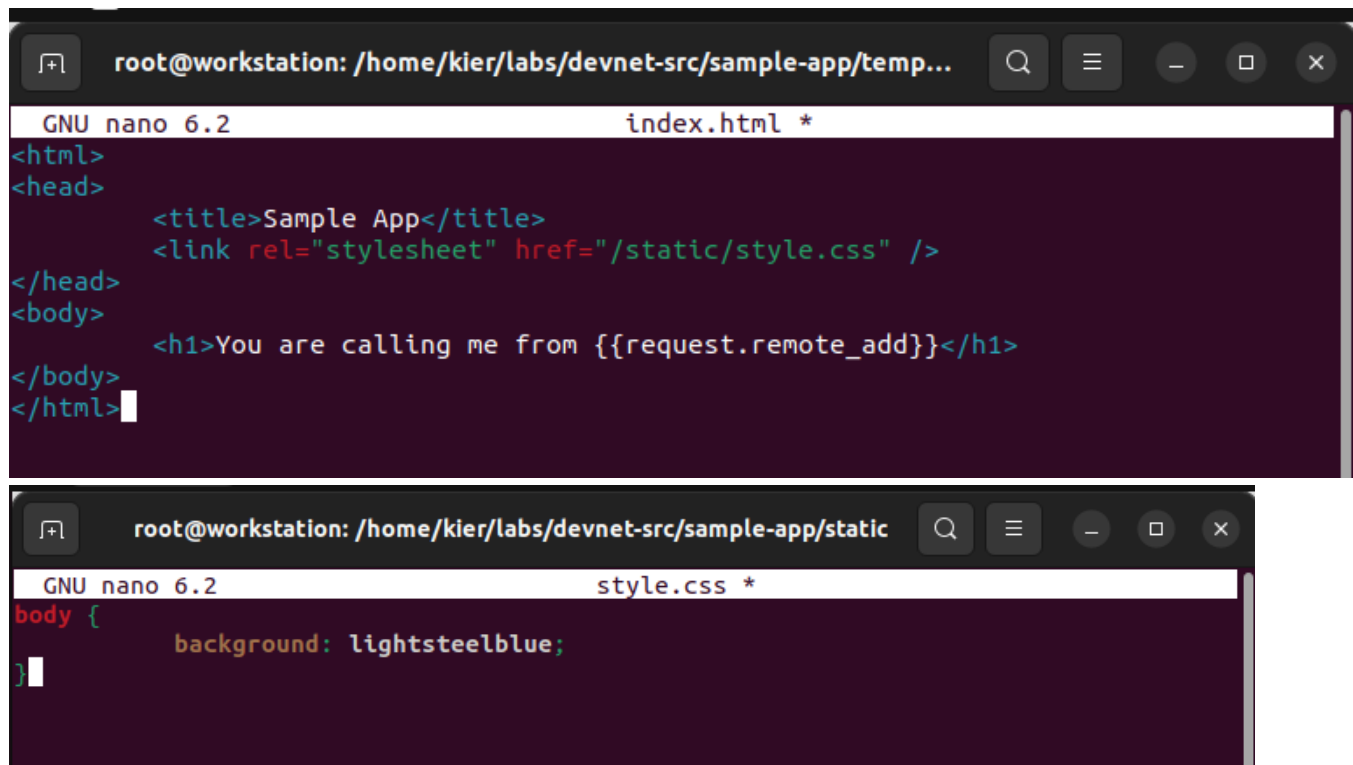 root@workstation: /home/kier/labs/devnet-src/sample-app/temp...
GNU nano 6.2 index.html *
<html>
<head>
<title>Sample App</title>
<link rel="stylesheet" href="/static/style.css" />
</head>
<body>
<h1>You are calling me from {{request.remote_add}}</h1>
</body>
</html>
root@workstation: /home/kier/labs/devnet-src/sample-app/static
GNU nano 6.2 style.css *
body {
background: lightsteelblue;
}